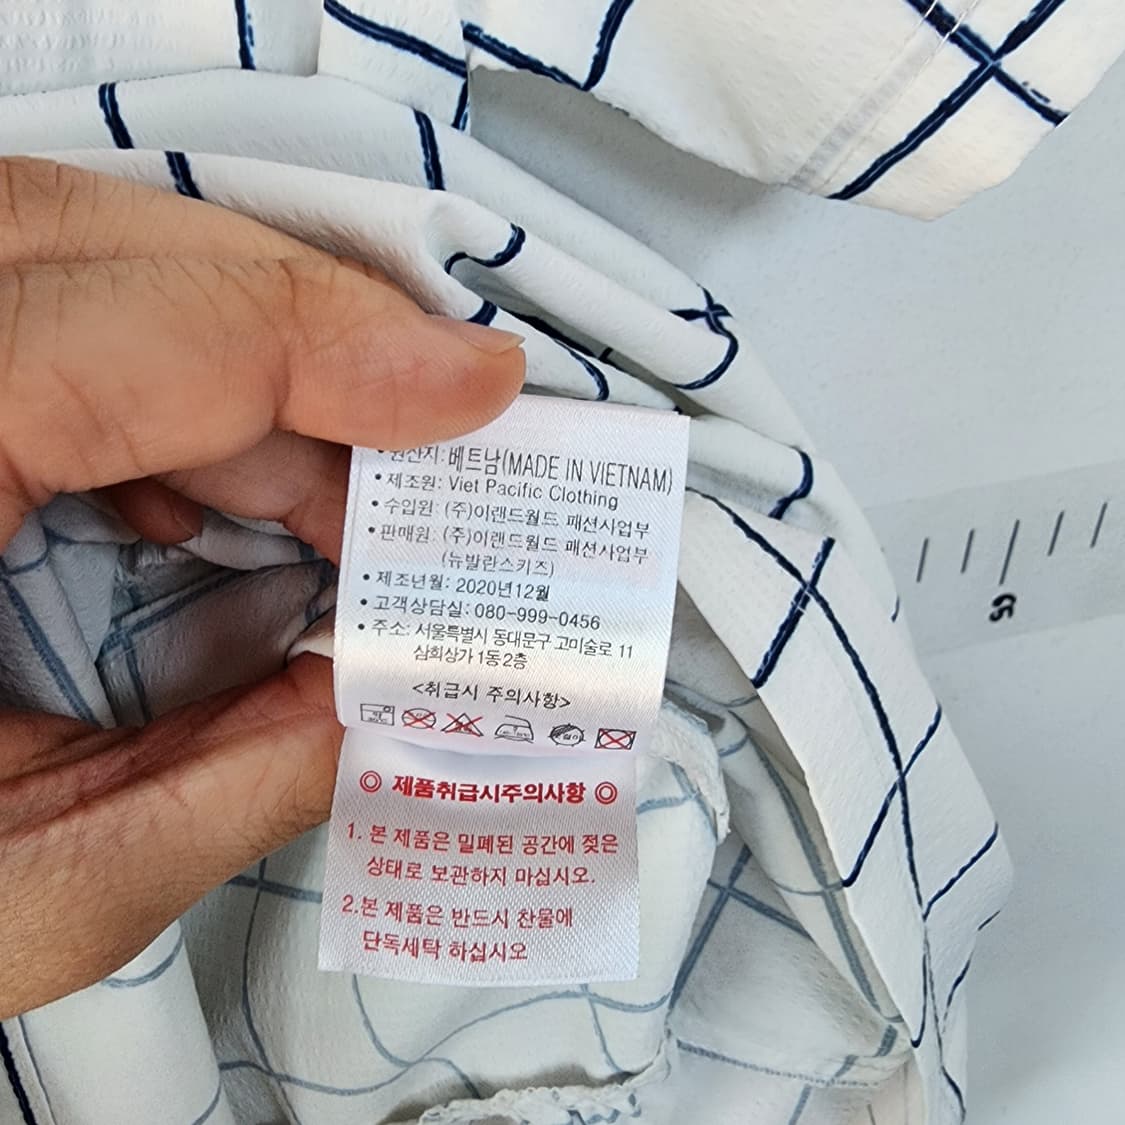 • 원산지: 베트남(MADE IN VIETNAM)
• 제조원: Viet Pacific Clothing
• 수입원: (주)이랜드월드 패션사업부
• 판매원: (주)이랜드월드 패션사업부
(뉴발란스키즈)
• 제조년월: 2020년12월
• 고객상담실: 080-999-0456
• 주소: 서울특별시 동대문구 고미술로 11
삼희상가 1동 2층
<취급시 주의사항>
◎ 제품취급시주의사항 ◎
1. 본 제품은 밀폐된 공간에 젖은
상태로 보관하지 마십시오.
2.본 제품은 반드시 찬물에
단독세탁 하십시오